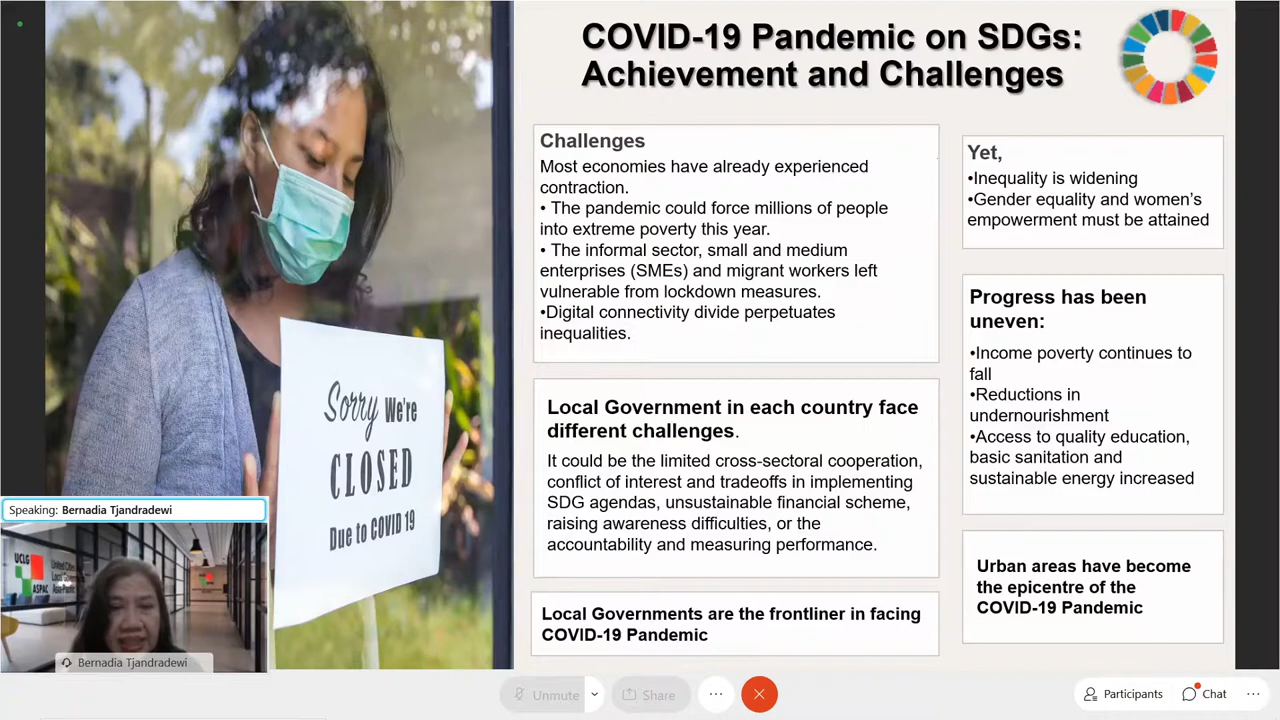 COVID-19 Pandemic on SDGs:
Achievement and Challenges
Challenges
Most economies have already experienced
contraction.
• The pandemic could force millions of people
into extreme poverty this year.
• The informal sector, small and medium
enterprises (SMEs) and migrant workers left
vulnerable from lockdown measures.
•Digital connectivity divide perpetuates
inequalities.
Local Government in each country face
different challenges.
It could be the limited cross-sectoral cooperation,
conflict of interest and tradeoffs in implementing
SDG agendas, unsustainable financial scheme,
raising awareness difficulties, or the
accountability and measuring performance.
Local Governments are the frontliner in facing
COVID-19 Pandemic
Yet,
•Inequality is widening
•Gender equality and women’s
empowerment must be attained
Progress has been
uneven:
•Income poverty continues to
fall
•Reductions in
undernourishment
•Access to quality education,
basic sanitation and
sustainable energy increased
Urban areas have become
the epicentre of the
COVID-19 Pandemic
Sorry We're
CLOSED
Due to COVID 19
Speaking: Bernadia Tjandradewi
UCLG
ASPAC
United Cities
Asia-Pacific
Bernadia Tjandradewi
Unmute
Share
Participants
Chat